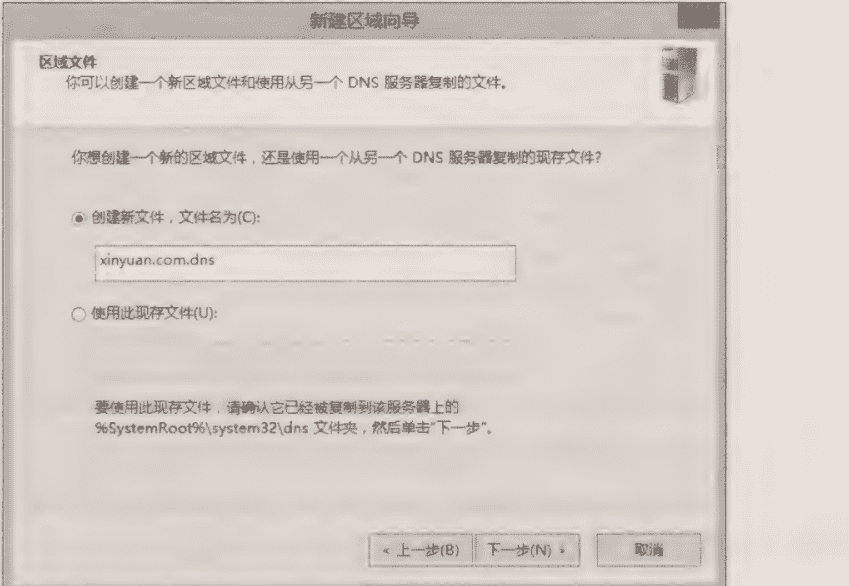 新建区域向导
区域文件
你可以创建一个新区域文件和使用从另一个 DNS 服务器复制的文件。
你想创建一个新的区域文件，还是使用一个从另一个 DNS 服务器复制的现存文件?
创建新文件，文件名为(C):
xinyuan.com.dns
使用此现存文件(U):
要使用此现存文件，请确认它已经被复制到该服务器上的
%SystemRoot%\system32\dns 文件夹，然后单击“下一步”。
< 上一步(B)
下一步(N) >
取消